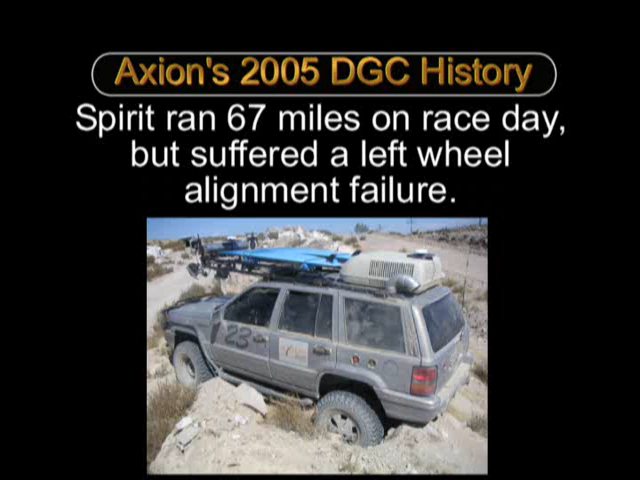 Axion's 2005 DGC History
Spirit ran 67 miles on race day,
but suffered a left wheel
alignment failure.
23